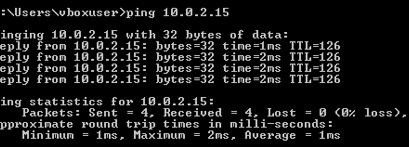 :\Users\vboxuser>ping 10.0.2.15
inging 10.0.2.15 with 32 bytes of data:
eply from 10.0.2.15: bytes=32 time=1ms TTL=126
eply from 10.0.2.15: bytes=32 time=2ms TTL=126
eply from 10.0.2.15: bytes=32 time=2ms TTL=126
eply from 10.0.2.15: bytes=32 time=2ms TTL=126
ing statistics for 10.0.2.15:
Packets: Sent = 4, Received = 4, Lost = 0 (0% loss),
pproximate round trip times in milli-seconds:
Minimum = 1ms, Maximum = 2ms, Average = 1ms